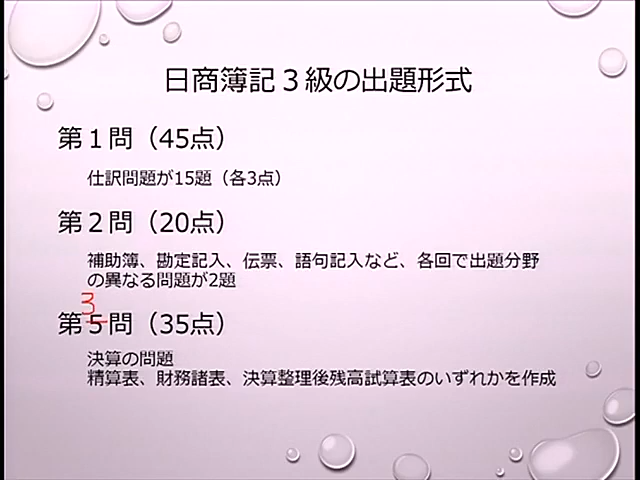 日商簿記３級の出題形式
第１問（45点）
仕訳問題が15題（各3点）
第２問（20点）
補助簿、勘定記入、伝票、語句記入など、各回で出題分野
の異なる問題が2題
3
第５問（35点）
決算の問題
精算表、財務諸表、決算整理後残高試算表のいずれかを作成